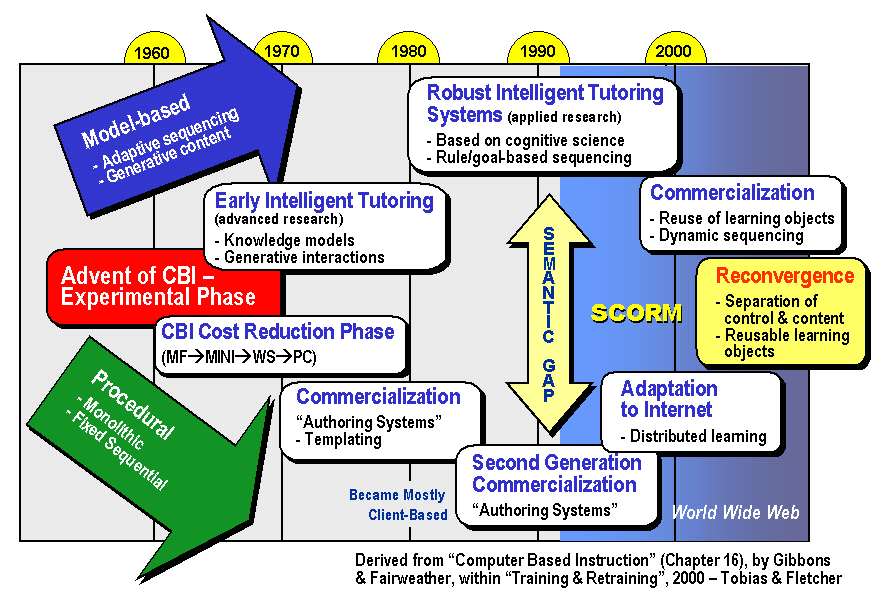 1960
1970
1980
1990
2000
Model-based
- Adaptive sequencing
- Generative content
Robust Intelligent Tutoring
Systems (applied research)
- Based on cognitive science
- Rule/goal-based sequencing
Early Intelligent Tutoring
(advanced research)
- Knowledge models
- Generative interactions
Commercialization
- Reuse of learning objects
- Dynamic sequencing
Advent of CBI –
Experimental Phase
SEMANTIC GAP
SCORM
Reconvergence
- Separation of
control & content
- Reusable learning
objects
CBI Cost Reduction Phase
(MF→MINI→WS→PC)
Procedural
- Monolithic
- Fixed Sequential
Commercialization
“Authoring Systems”
- Templating
Adaptation
to Internet
- Distributed learning
Second Generation
Commercialization
“Authoring Systems”
Became Mostly
Client-Based
World Wide Web
Derived from “Computer Based Instruction” (Chapter 16), by Gibbons
& Fairweather, within “Training & Retraining”, 2000 – Tobias & Fletcher